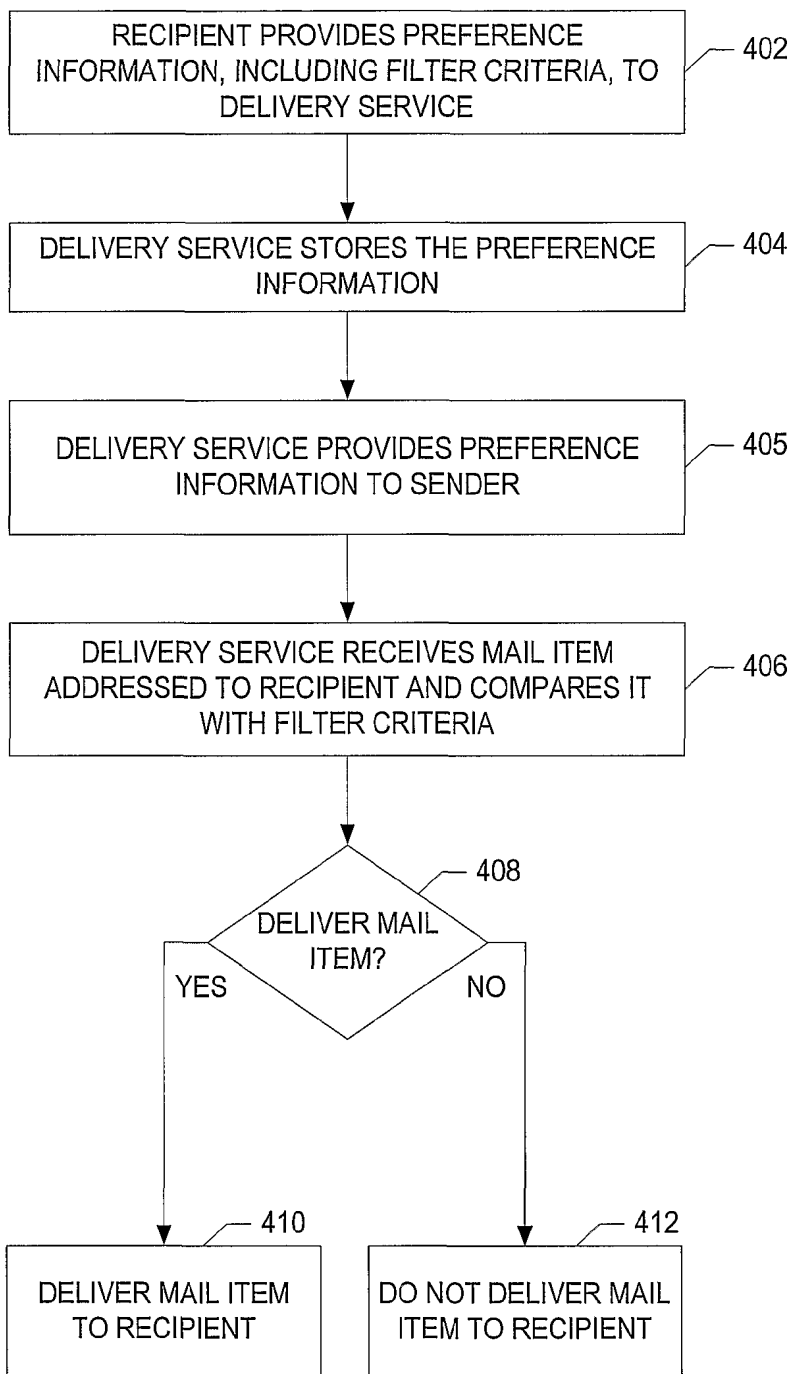 RECIPIENT PROVIDES PREFERENCE
INFORMATION, INCLUDING FILTER CRITERIA, TO
DELIVERY SERVICE
402
DELIVERY SERVICE STORES THE PREFERENCE
INFORMATION
404
DELIVERY SERVICE PROVIDES PREFERENCE
INFORMATION TO SENDER
405
DELIVERY SERVICE RECEIVES MAIL ITEM
ADDRESSED TO RECIPIENT AND COMPARES IT
WITH FILTER CRITERIA
406
408
DELIVER MAIL
ITEM?
YES
NO
410
DELIVER MAIL ITEM
TO RECIPIENT
412
DO NOT DELIVER MAIL
ITEM TO RECIPIENT